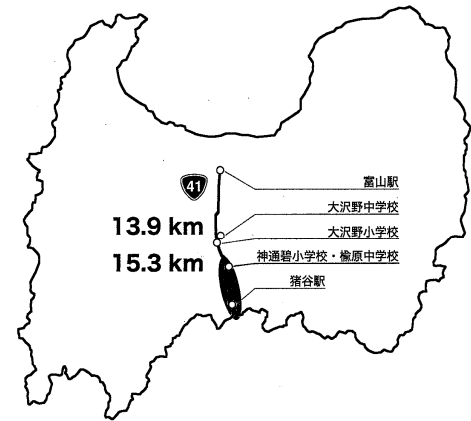 富山駅
41
大沢野中学校
13.9 km
大沢野小学校
15.3 km
神通碧小学校・楡原中学校
猪谷駅